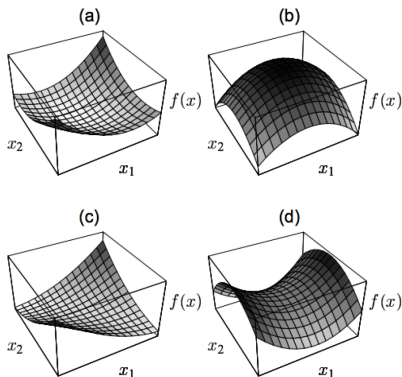 (a) (b)
f(x) f(x)
x₂ x₁ x₂ x₁
(c) (d)
f(x) f(x)
x₂ x₁ x₂ x₁